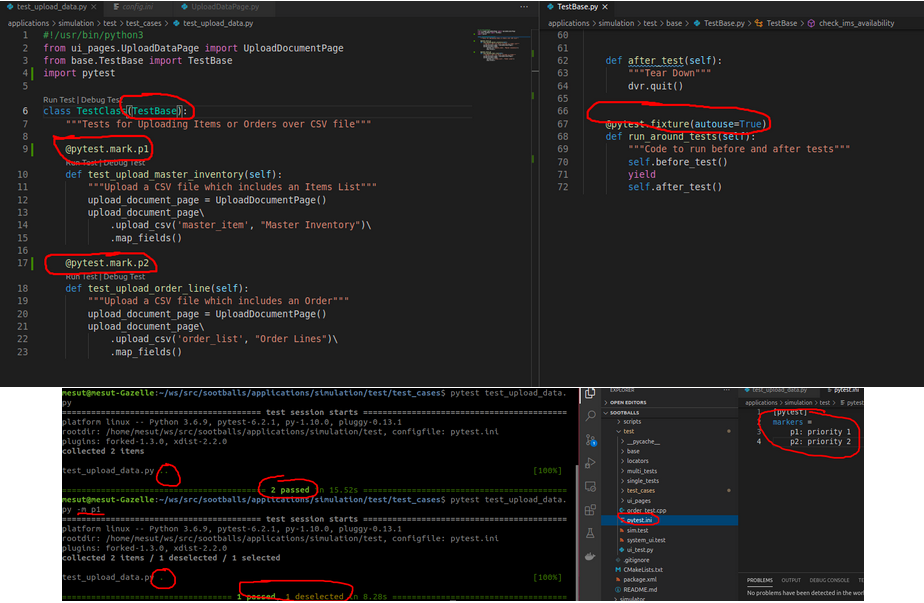 test_upload_data.py × config.ini UploadDataPage.py ···
applications > simulation > test > test_cases > test_upload_data.py
1 #!/usr/bin/python3
2 from ui_pages.UploadDataPage import UploadDocumentPage
3 from base.TestBase import TestBase
4 import pytest
5
Run Test | Debug Test
6 class TestClass(TestBase):
7 """Tests for Uploading Items or Orders over CSV file"""
8
9 @pytest.mark.p1
Run Test | Debug Test
10 def test_upload_master_inventory(self):
11 """Upload a CSV file which includes an Items List"""
12 upload_document_page = UploadDocumentPage()
13 upload_document_page\
14 .upload_csv('master_item', "Master Inventory")\
15 .map_fields()
16
17 @pytest.mark.p2
Run Test | Debug Test
18 def test_upload_order_line(self):
19 """Upload a CSV file which includes an Order"""
20 upload_document_page = UploadDocumentPage()
21 upload_document_page\
22 .upload_csv('order_list', "Order Lines")\
23 .map_fields()
TestBase.py ×
applications > simulation > test > base > TestBase.py > TestBase > check_ims_availability
60
61
62 def after_test(self):
63 """Tear Down"""
64 dvr.quit()
65
66
67 @pytest.fixture(autouse=True)
68 def run_around_tests(self):
69 """Code to run before and after tests"""
70 self.before_test()
71 yield
72 self.after_test()
mesut@mesut-Gazelle:~/ws/src/sootballs/applications/simulation/test/test_cases$ pytest test_upload_data.
py
=== test session starts ===
platform linux -- Python 3.6.9, pytest-6.2.1, py-1.10.0, pluggy-0.13.1
rootdir: /home/mesut/ws/src/sootballs/applications/simulation/test, configfile: pytest.ini
plugins: forked-1.3.0, xdist-2.2.0
collected 2 items
test_upload_data.py .. [100%]
=== 2 passed in 15.52s ===
mesut@mesut-Gazelle:~/ws/src/sootballs/applications/simulation/test/test_cases$ pytest test_upload_data.
py -m p1
=== test session starts ===
platform linux -- Python 3.6.9, pytest-6.2.1, py-1.10.0, pluggy-0.13.1
rootdir: /home/mesut/ws/src/sootballs/applications/simulation/test, configfile: pytest.ini
plugins: forked-1.3.0, xdist-2.2.0
collected 2 items / 1 deselected / 1 selected
test_upload_data.py . [100%]
=== 1 passed, 1 deselected in 8.28s ===
EXPLORER
OPEN EDITORS
SOOTBALLS
scripts
test
__pycache__
base
locators
multi_tests
single_tests
test_cases
ui_pages
order_test.cpp
pytest.ini
sim.test
system_ui.test
ui_test.py
.gitignore
CMakeLists.txt
package.xml
README.md
simulator
test_upload_data.py pytest.ini
applications > simulation > test > pytest
1 [pytest]
2 markers =
3 p1: priority 1
4 p2: priority 2
PROBLEMS OUTPUT DEBUG CONSOLE
No problems have been detected in the